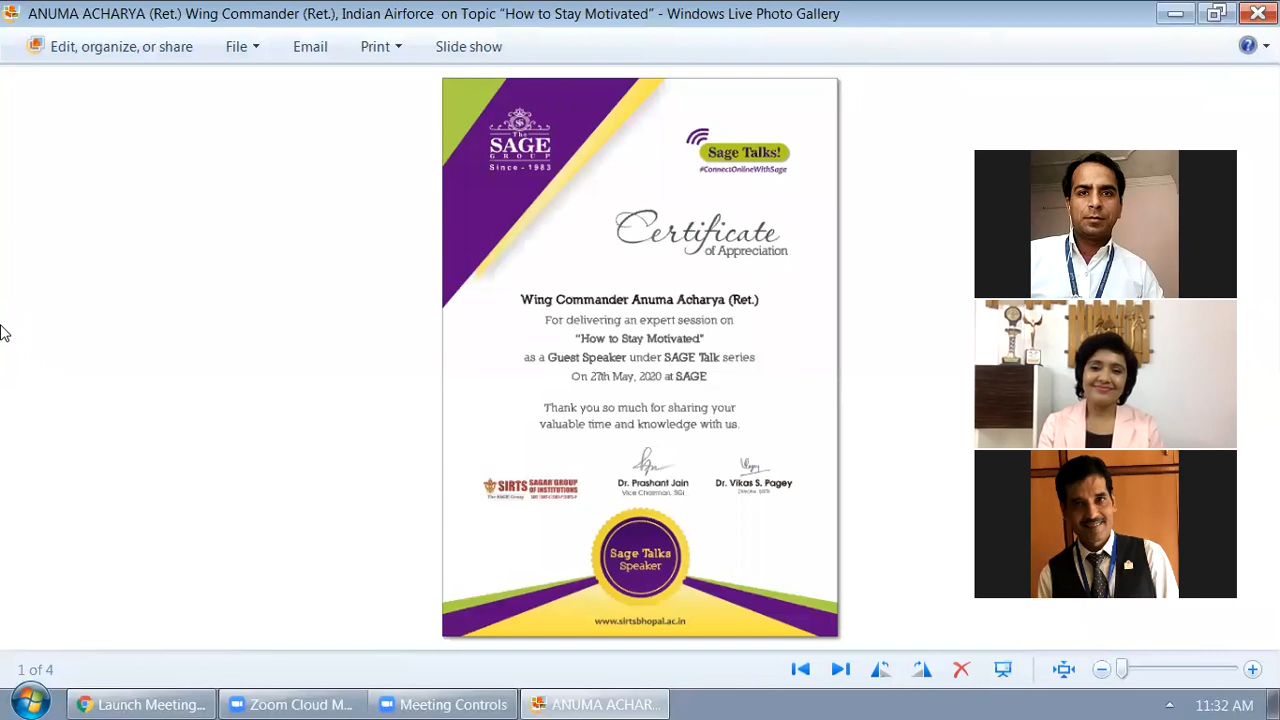 ANUMA ACHARYA (Ret.) Wing Commander (Ret.), Indian Airforce on Topic “How to Stay Motivated” - Windows Live Photo Gallery
Edit, organize, or share
File
Email
Print
Slide show
The
SAGE
GROUP
Since - 1983
Sage Talks!
#ConnectOnlineWithSage
Certificate
of Appreciation
Wing Commander Anuma Acharya (Ret.)
For delivering an expert session on
“How to Stay Motivated”
as a Guest Speaker under SAGE Talk series
On 27th May, 2020 at SAGE
Thank you so much for sharing your
valuable time and knowledge with us.
SIRTS
The SAGE Group
SAGAR GROUP
OF INSTITUTIONS
Dr. Prashant Jain
Vice Chairman, SGI
Dr. Vikas S. Pagey
Director, SIRTS
Sage Talks
Speaker
www.sirtsbhopal.ac.in
1 of 4
Launch Meeting...
Zoom Cloud M...
Meeting Controls
ANUMA ACHAR...
11:32 AM